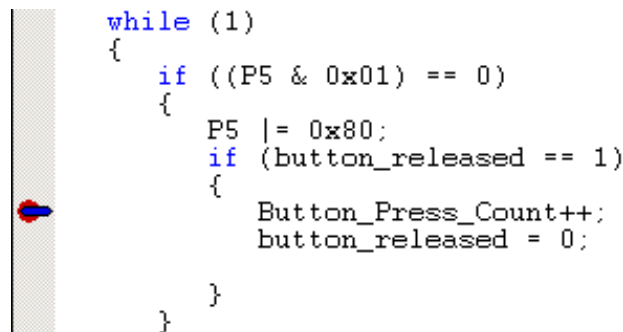 while (1)
{
if ((P5 & 0x01) == 0)
{
P5 |= 0x80;
if (button_released == 1)
{
Button_Press_Count++;
button_released = 0;
}
}